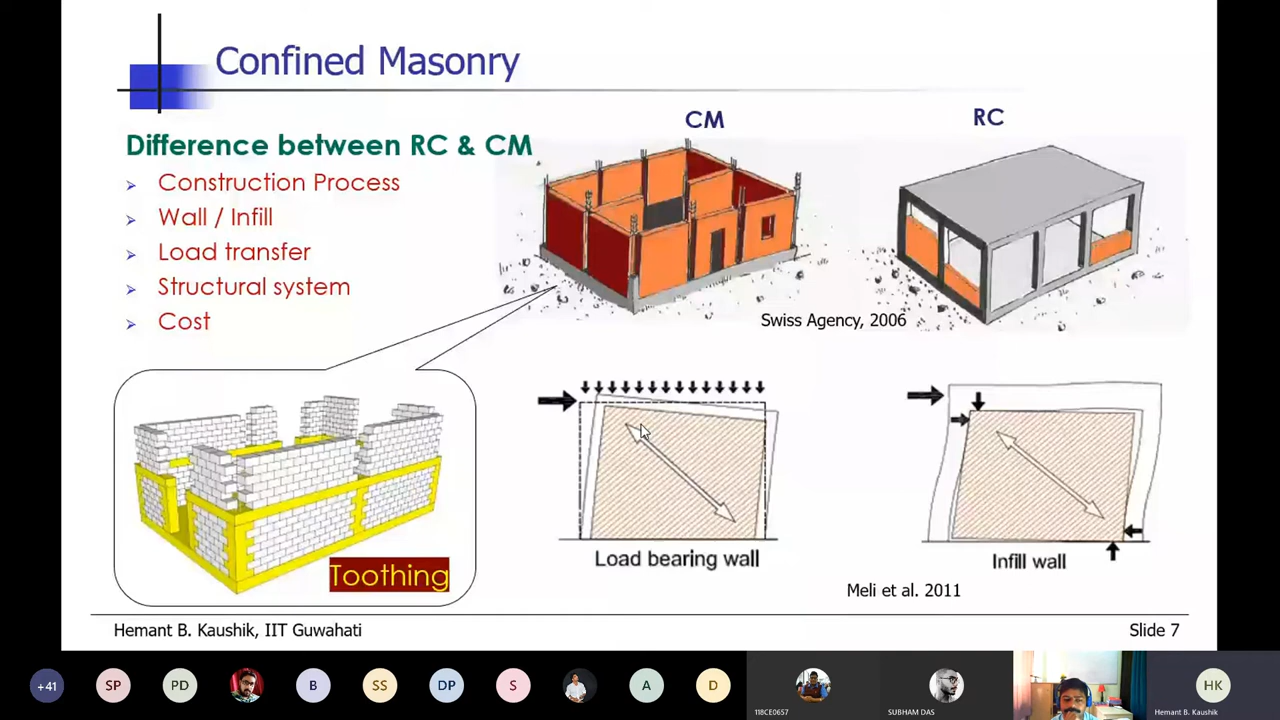 Confined Masonry
Difference between RC & CM
Construction Process
Wall / Infill
Load transfer
Structural system
Cost
CM
RC
Swiss Agency, 2006
Toothing
Load bearing wall
Infill wall
Meli et al. 2011
Hemant B. Kaushik, IIT Guwahati
Slide 7
+41
SP
PD
B
SS
DP
S
A
D
118CE0657
SUBHAM DAS
HK
Hemant B. Kaushik